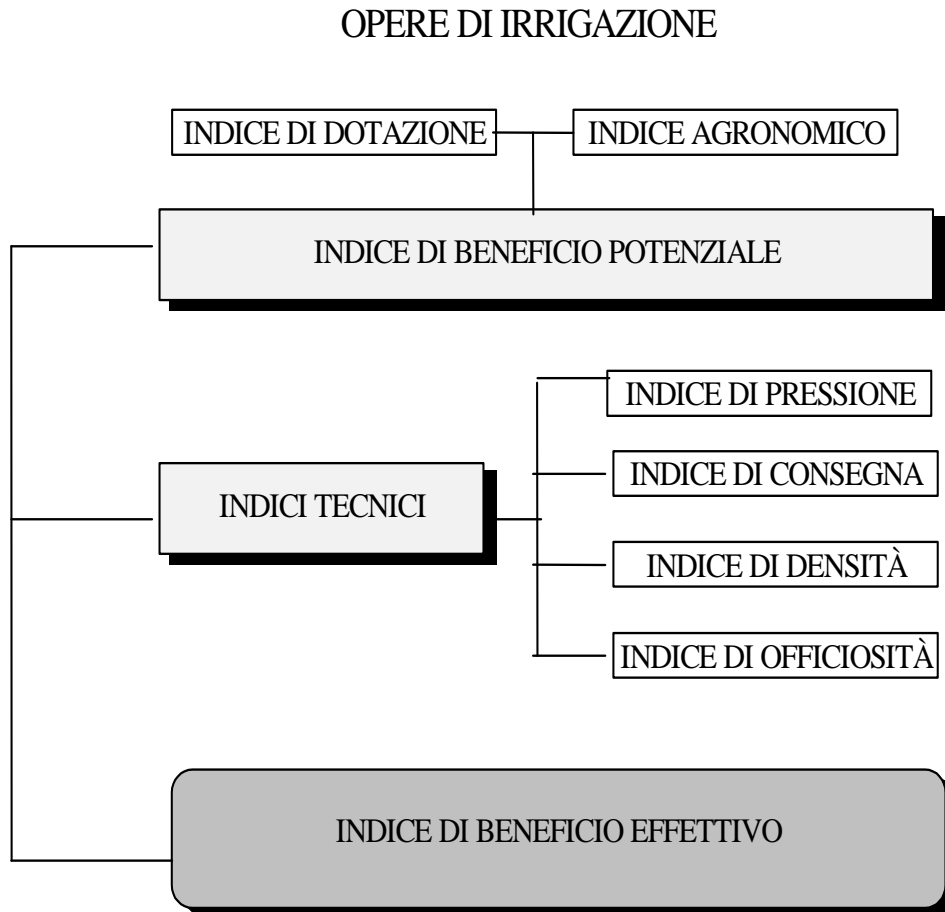 OPERE DI IRRIGAZIONE
INDICE DI DOTAZIONE
INDICE AGRONOMICO
INDICE DI BENEFICIO POTENZIALE
INDICE DI PRESSIONE
INDICE DI CONSEGNA
INDICI TECNICI
INDICE DI DENSITÀ
INDICE DI OFFICIOSITÀ
INDICE DI BENEFICIO EFFETTIVO